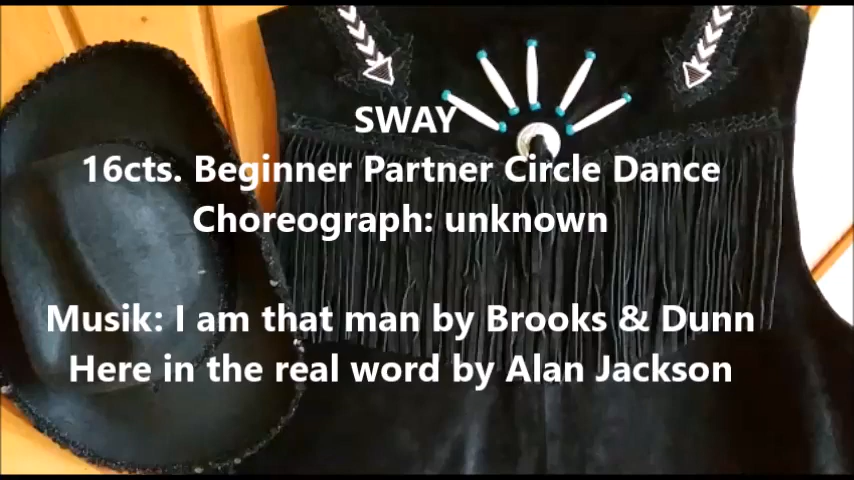 SWAY
16cts. Beginner Partner Circle Dance
Choreograph: unknown
Musik: I am that man by Brooks & Dunn
Here in the real word by Alan Jackson